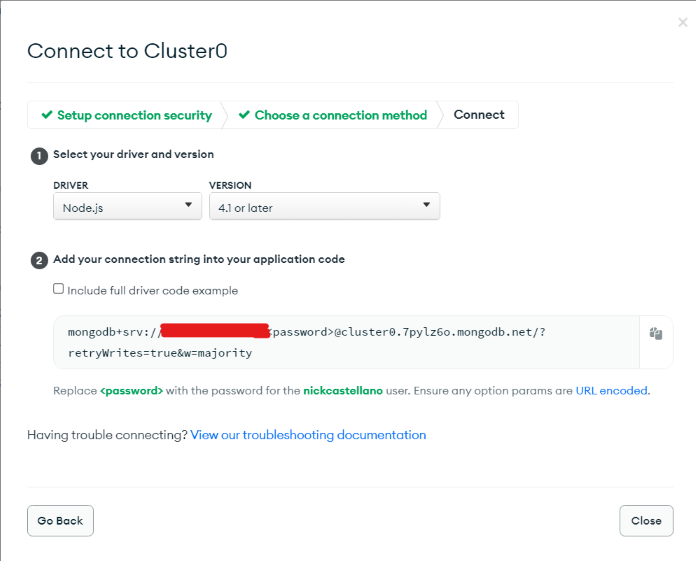 Connect to Cluster0
Setup connection security
Choose a connection method
Connect
1 Select your driver and version
DRIVER
VERSION
Node.js
4.1 or later
2 Add your connection string into your application code
Include full driver code example
mongodb+srv://<password>@cluster0.7pylz6o.mongodb.net/?
retryWrites=true&w=majority
Replace <password> with the password for the nickcastellano user. Ensure any option params are URL encoded.
Having trouble connecting? View our troubleshooting documentation
Go Back
Close